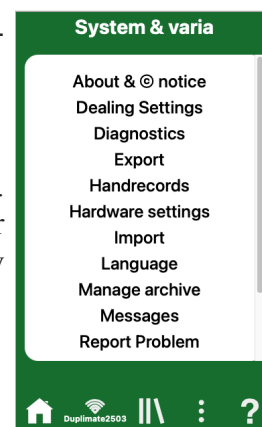 System & varia
About & © notice
Dealing Settings
Diagnostics
Export
Handrecords
Hardware settings
Import
Language
Manage archive
Messages
Report Problem
Duplimate2503
?